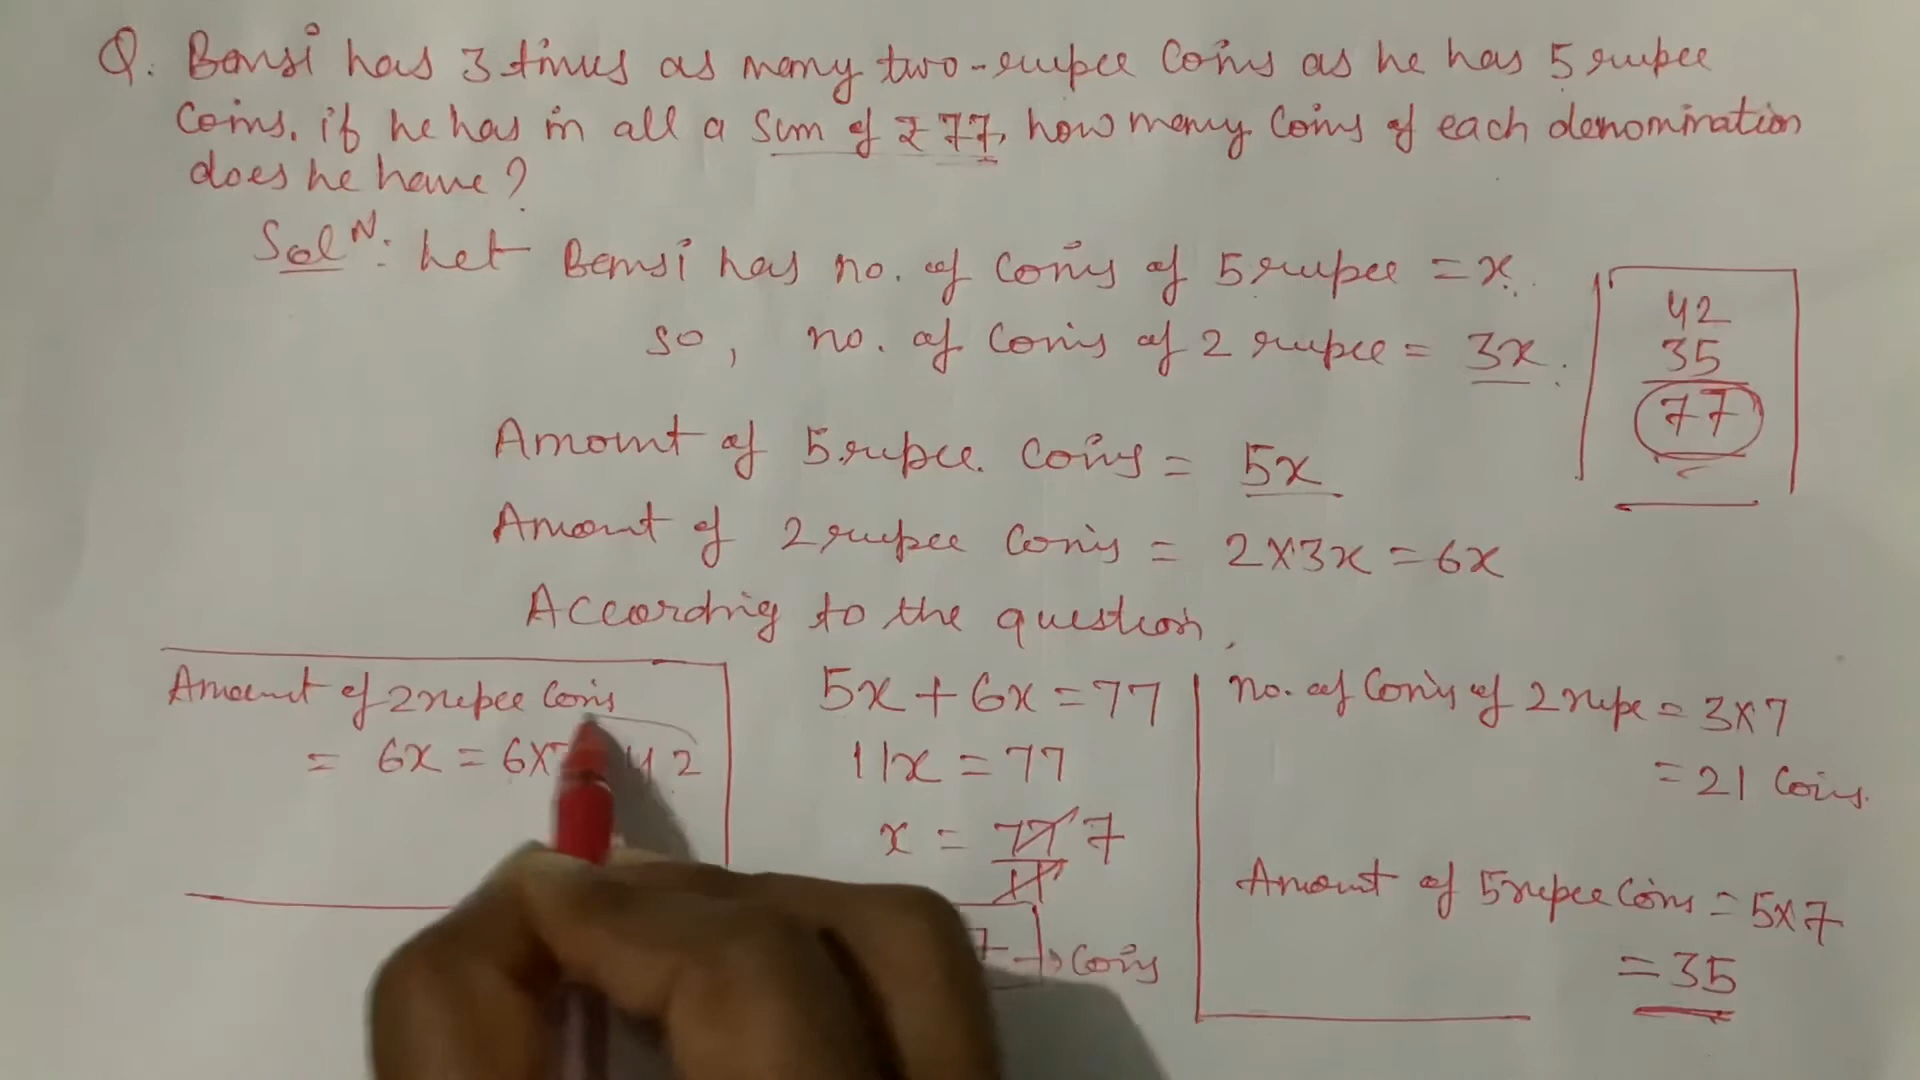 Q. Bansi has 3 times as many two-rupee coins as he has 5 rupee
coins. if he has in all a sum of ₹ 77, how many coins of each denomination
does he have?
Solᴺ: Let Bansi has no. of coins of 5 rupee = x.
so, no. of coins of 2 rupee = 3x.
42
35
77
Amount of 5 rupee coins = 5x
Amount of 2 rupee coins = 2×3x = 6x
According to the question,
Amount of 2 rupee coins
= 6x = 6× 42
5x + 6x = 77
11x = 77
x = 77/11 7
7 → coins
no. of coins of 2 rupe = 3×7
= 21 coins.
Amount of 5 rupee coins = 5×7
= 35